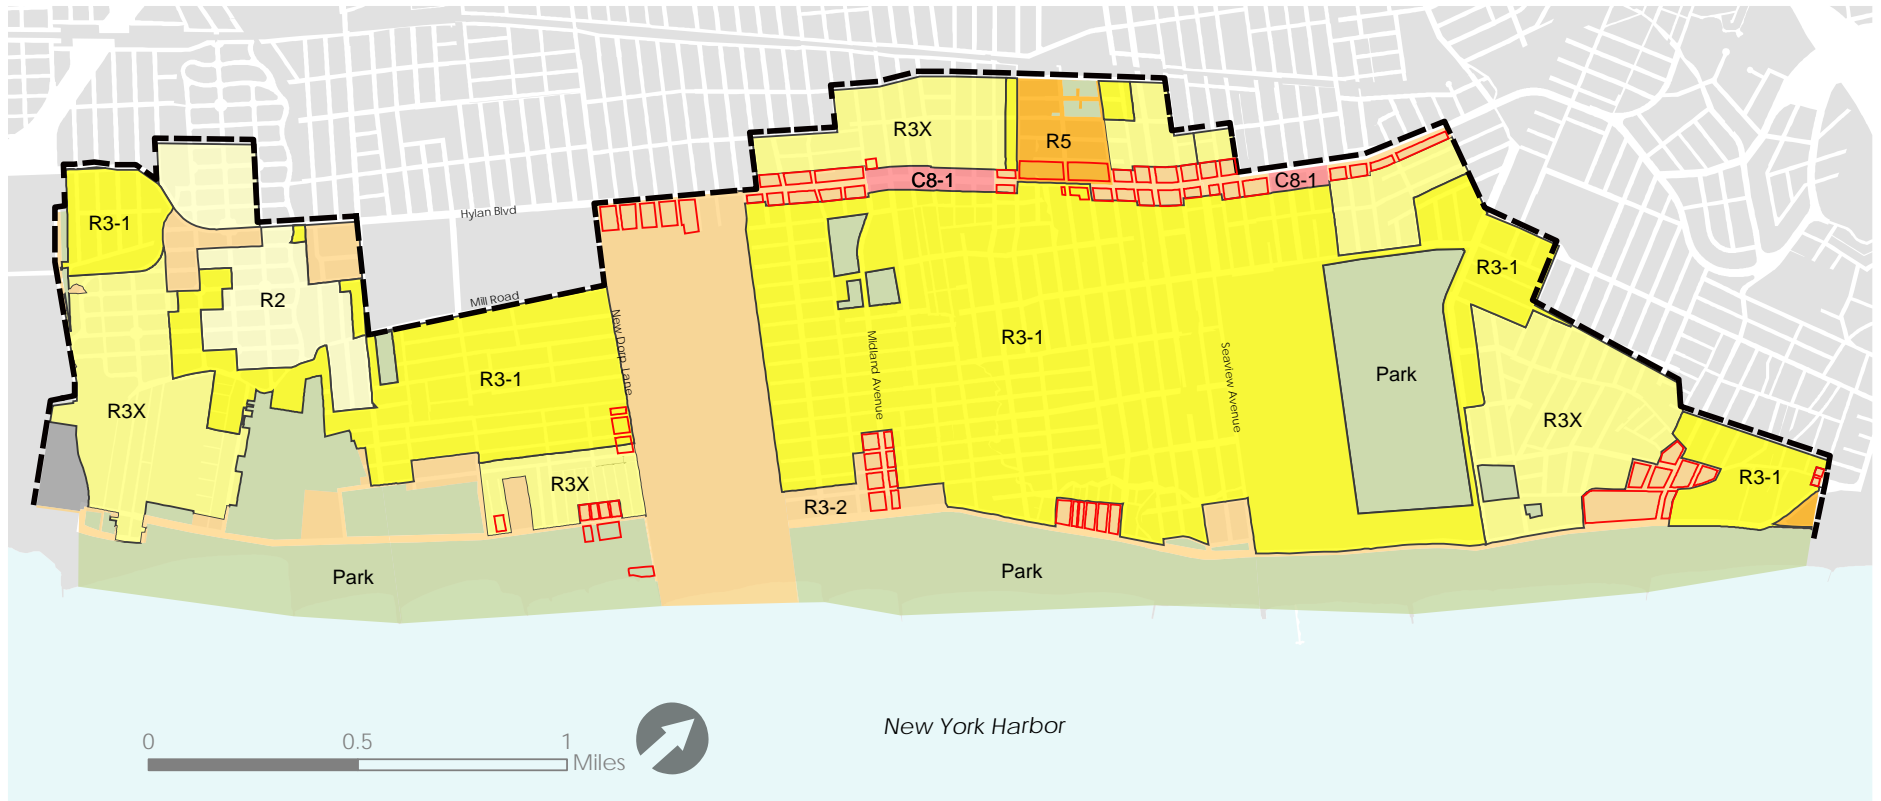 R3X
R5
C8-1
C8-1
Hylan Blvd
R3-1
R3-1
R2
Mill Road
New Dorp Lane
Midland Avenue
R3-1
Seaview Avenue
Park
R3-1
R3X
R3X
R3X
R3-2
R3-1
Park
Park
New York Harbor
0 0.5 1
Miles